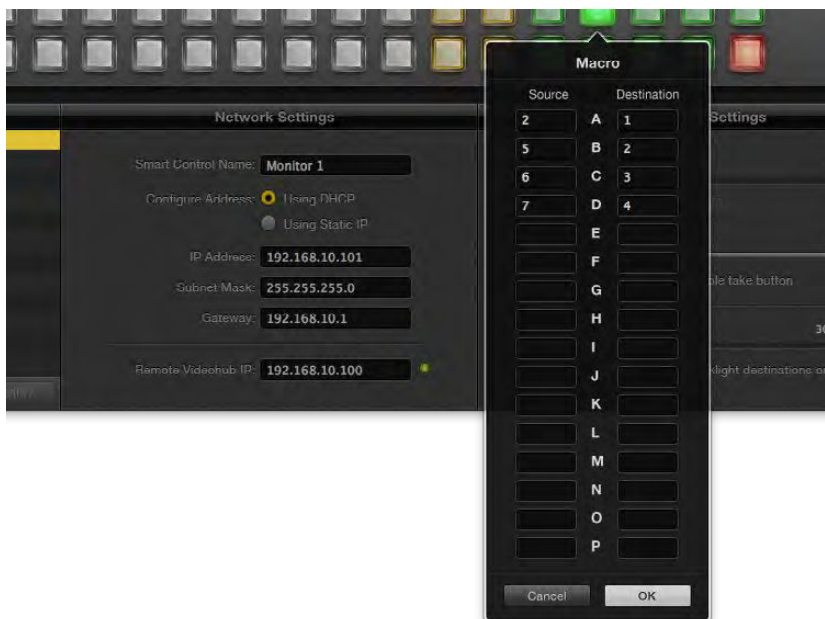 Macro
Source Destination
2 A 1
5 B 2
6 C 3
7 D 4
E
F
G
H
I
J
K
L
M
N
O
P
Cancel OK
Network Settings
Smart Control Name: Monitor 1
Configure Address: Using DHCP
Using Static IP
IP Address: 192.168.10.101
Subnet Mask: 255.255.255.0
Gateway: 192.168.10.1
Remote Videohub IP: 192.168.10.100
Settings
take button
destinations